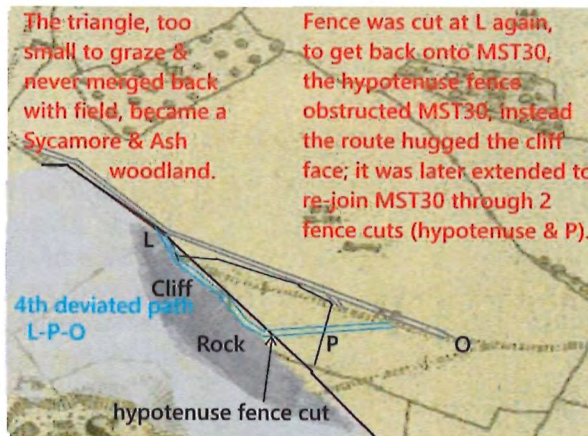 The triangle, too
small to graze &
never merged back
with field, became a
Sycamore & Ash
woodland.
Fence was cut at L again,
to get back onto MST30,
the hypotenuse fence
obstructed MST30, instead
the route hugged the cliff
face; it was later extended to
re-join MST30 through 2
fence cuts (hypotenuse & P).
L
Cliff
4th deviated path
L-P-O
Rock
P
O
hypotenuse fence cut